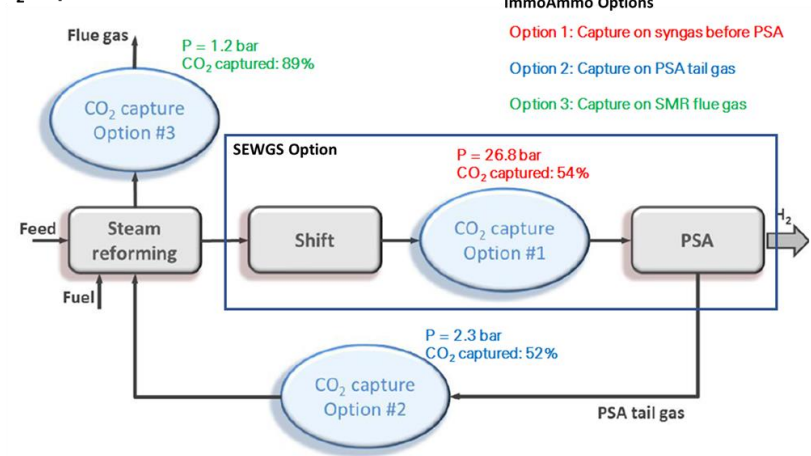 ImmoAmmo Options
Option 1: Capture on syngas before PSA
Option 2: Capture on PSA tail gas
Option 3: Capture on SMR flue gas
Flue gas
P = 1.2 bar
CO₂ captured: 89%
CO₂ capture
Option #3
SEWGS Option
P = 26.8 bar
CO₂ captured: 54%
Feed
Steam
reforming
Shift
CO₂ capture
Option #1
PSA
H₂
Fuel
P = 2.3 bar
CO₂ captured: 52%
CO₂ capture
Option #2
PSA tail gas